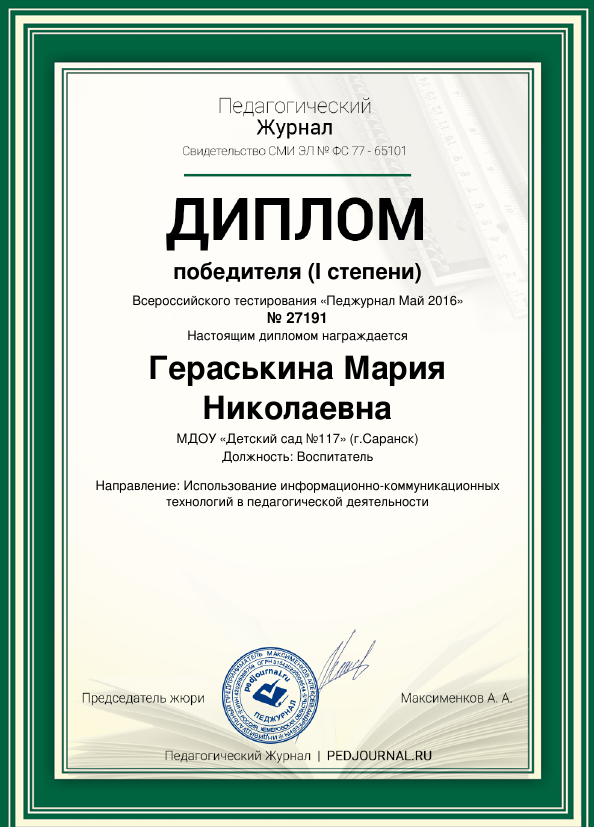 Педагогический
Журнал
Свидетельство СМИ ЭЛ № ФС 77 - 65101
ДИПЛОМ
победителя (I степени)
Всероссийского тестирования «Педжурнал Май 2016»
№ 27191
Настоящим дипломом награждается
Гераськина Мария
Николаевна
МДОУ «Детский сад №117» (г.Саранск)
Должность: Воспитатель
Направление: Использование информационно-коммуникационных
технологий в педагогической деятельности
pedjournal.ru
ПЕДЖУРНАЛ
Председатель жюри
Максименков А. А.
Педагогический Журнал | PEDJOURNAL.RU